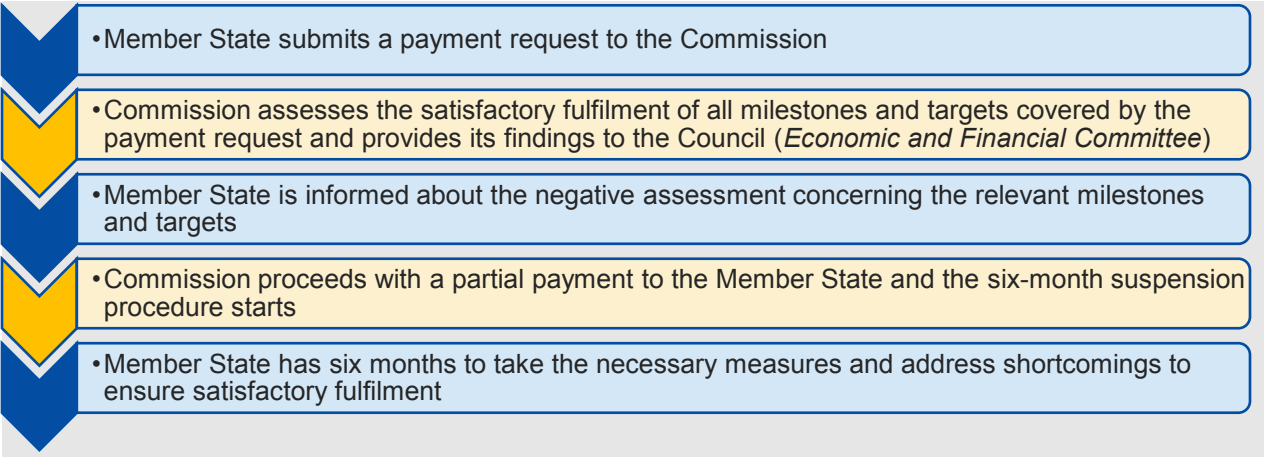 •Member State submits a payment request to the Commission
•Commission assesses the satisfactory fulfilment of all milestones and targets covered by the
payment request and provides its findings to the Council (Economic and Financial Committee)
•Member State is informed about the negative assessment concerning the relevant milestones
and targets
•Commission proceeds with a partial payment to the Member State and the six-month suspension
procedure starts
•Member State has six months to take the necessary measures and address shortcomings to
ensure satisfactory fulfilment